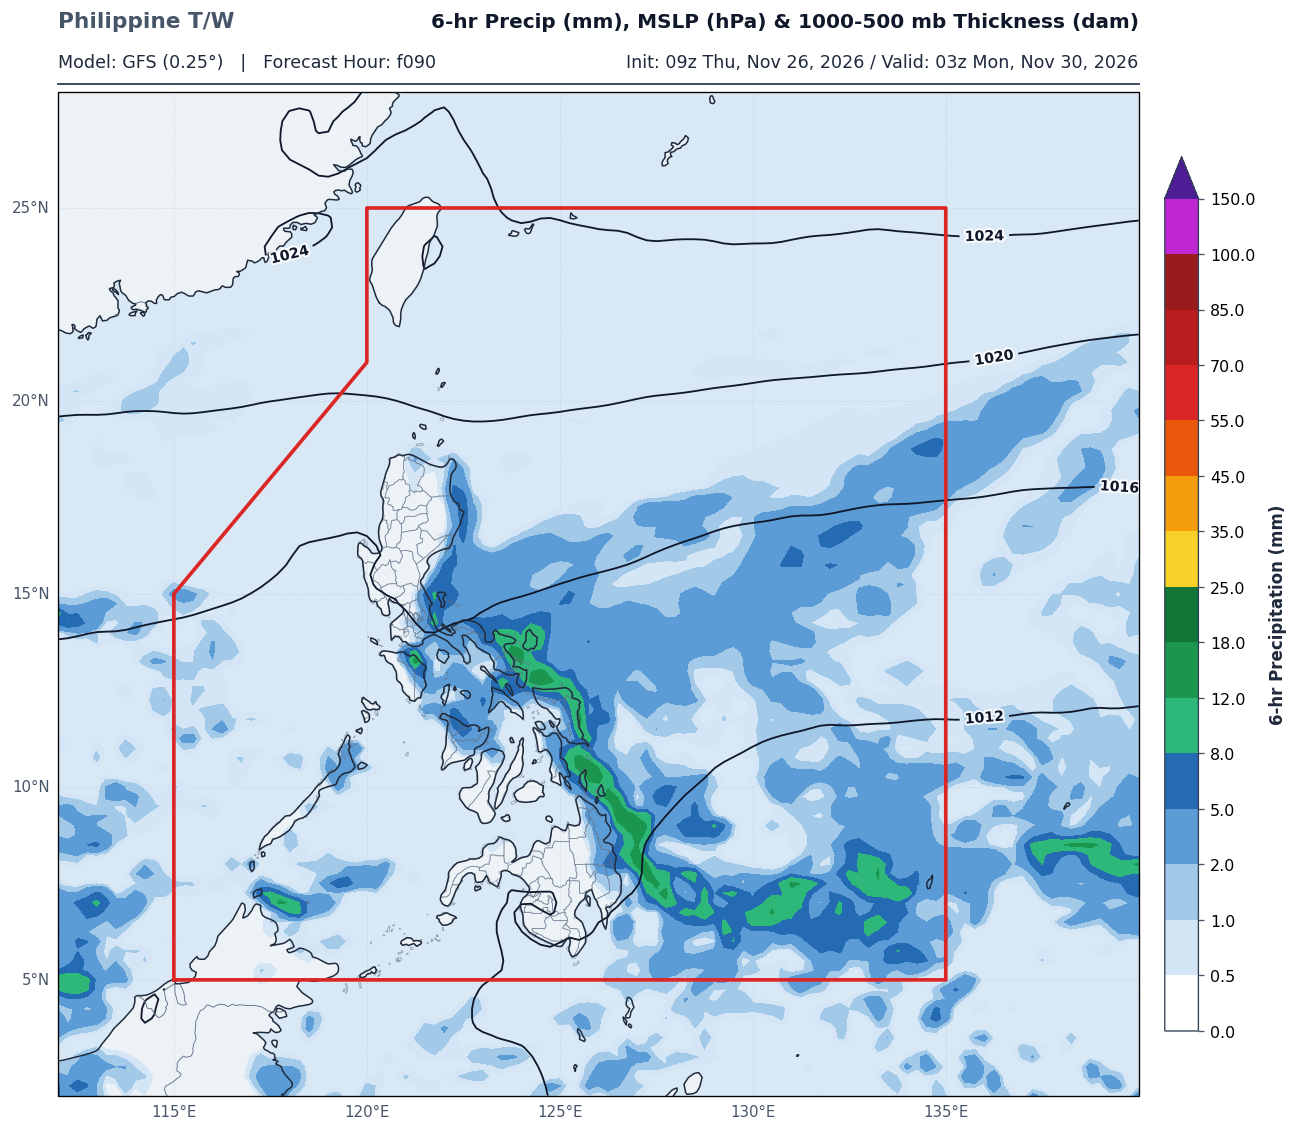 Philippine T/W
6-hr Precip (mm), MSLP (hPa) & 1000-500 mb Thickness (dam)
Model: GFS (0.25°) | Forecast Hour: f090
Init: 09z Thu, Nov 26, 2026 / Valid: 03z Mon, Nov 30, 2026
25°N
20°N
15°N
10°N
5°N
115°E
120°E
125°E
130°E
135°E
1024
1024
1020
1016
1012
150.0
100.0
85.0
70.0
55.0
45.0
35.0
25.0
18.0
12.0
8.0
5.0
2.0
1.0
0.5
0.0
6-hr Precipitation (mm)